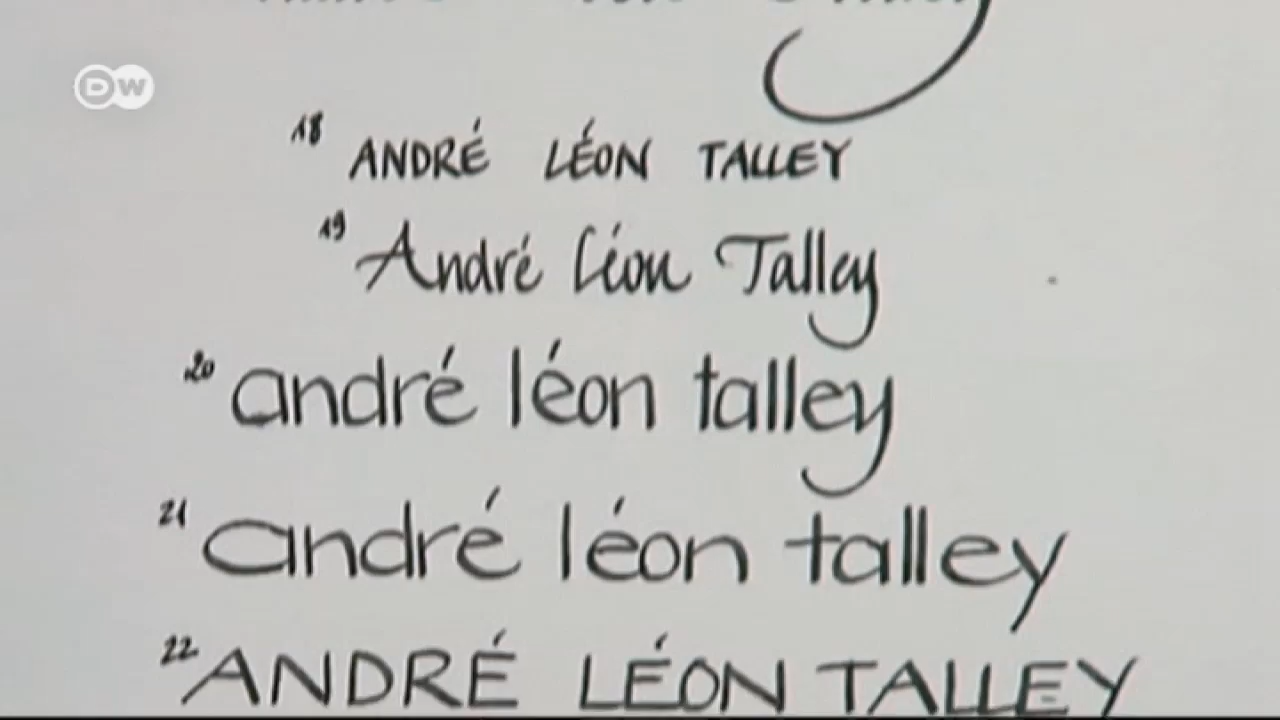 DW
18 ANDRÉ LÉON TALLEY
19 André Léon Talley
20 andré léon talley
21 andré léon talley
22 ANDRÉ LÉON TALLEY